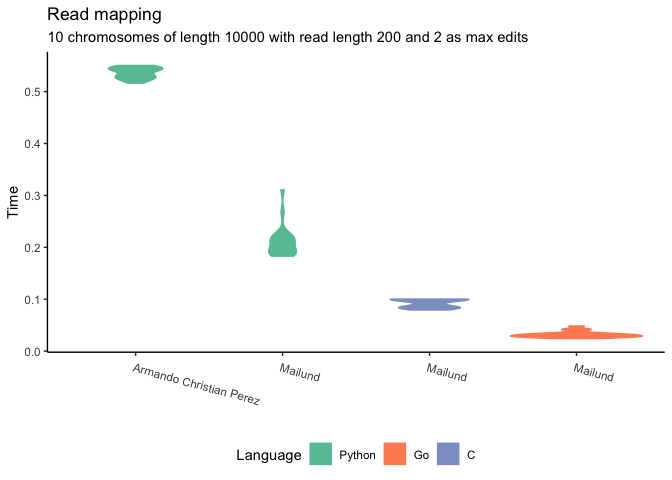 Read mapping
10 chromosomes of length 10000 with read length 200 and 2 as max edits
Time
0.5
0.4
0.3
0.2
0.1
0.0
Armando Christian Perez
Mailund
Mailund
Mailund
Language Python Go C